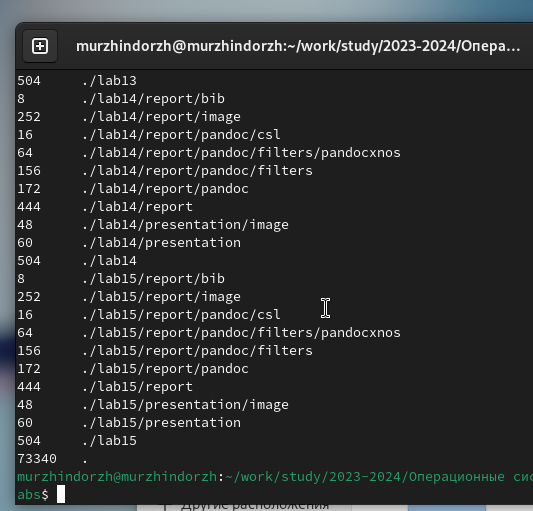 murzhindorzh@murzhindorzh:~/work/study/2023-2024/Опера...
504 ./lab13
8 ./lab14/report/bib
252 ./lab14/report/image
16 ./lab14/report/pandoc/csl
64 ./lab14/report/pandoc/filters/pandocxnos
156 ./lab14/report/pandoc/filters
172 ./lab14/report/pandoc
444 ./lab14/report
48 ./lab14/presentation/image
60 ./lab14/presentation
504 ./lab14
8 ./lab15/report/bib
252 ./lab15/report/image
16 ./lab15/report/pandoc/csl
64 ./lab15/report/pandoc/filters/pandocxnos
156 ./lab15/report/pandoc/filters
172 ./lab15/report/pandoc
444 ./lab15/report
48 ./lab15/presentation/image
60 ./lab15/presentation
504 ./lab15
73340 .
murzhindorzh@murzhindorzh:~/work/study/2023-2024/Операционные сис
abs$
Другие расположения